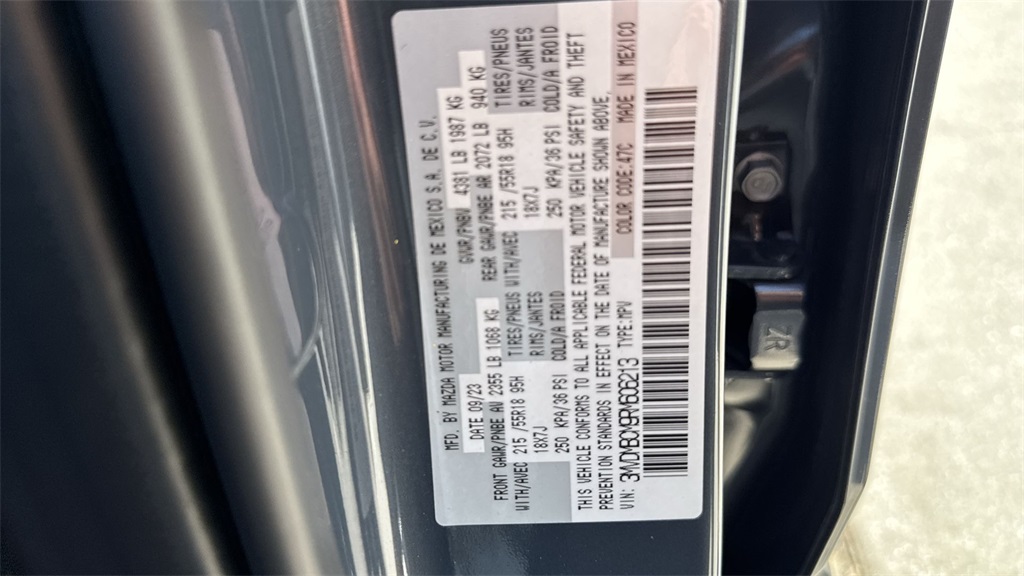 MFD. BY MAZDA MOTOR MANUFACTURING DE MEXICO S.A. DE C.V.
DATE 09/23 GVWR/PNBV 4381 LB 1987 KG
FRONT GAWR/PNBE AV 2355 LB 1068 KG REAR GAWR/PNBE AR 2072 LB 940 KG
WITH/AVEC 215 /55R18 95H TIRES/PNEUS WITH/AVEC 215 /55R18 95H TIRES/PNEUS
18X7J RIMS/JANTES 18X7J RIMS/JANTES
250 KPA/36 PSI COLD/A FROID 250 KPA/36 PSI COLD/A FROID
THIS VEHICLE CONFORMS TO ALL APPLICABLE FEDERAL MOTOR VEHICLE SAFETY AND THEFT
PREVENTION STANDARDS IN EFFECT ON THE DATE OF MANUFACTURE SHOWN ABOVE.
VIN: TYPE:MPV COLOR CODE:47C MADE IN MEXICO